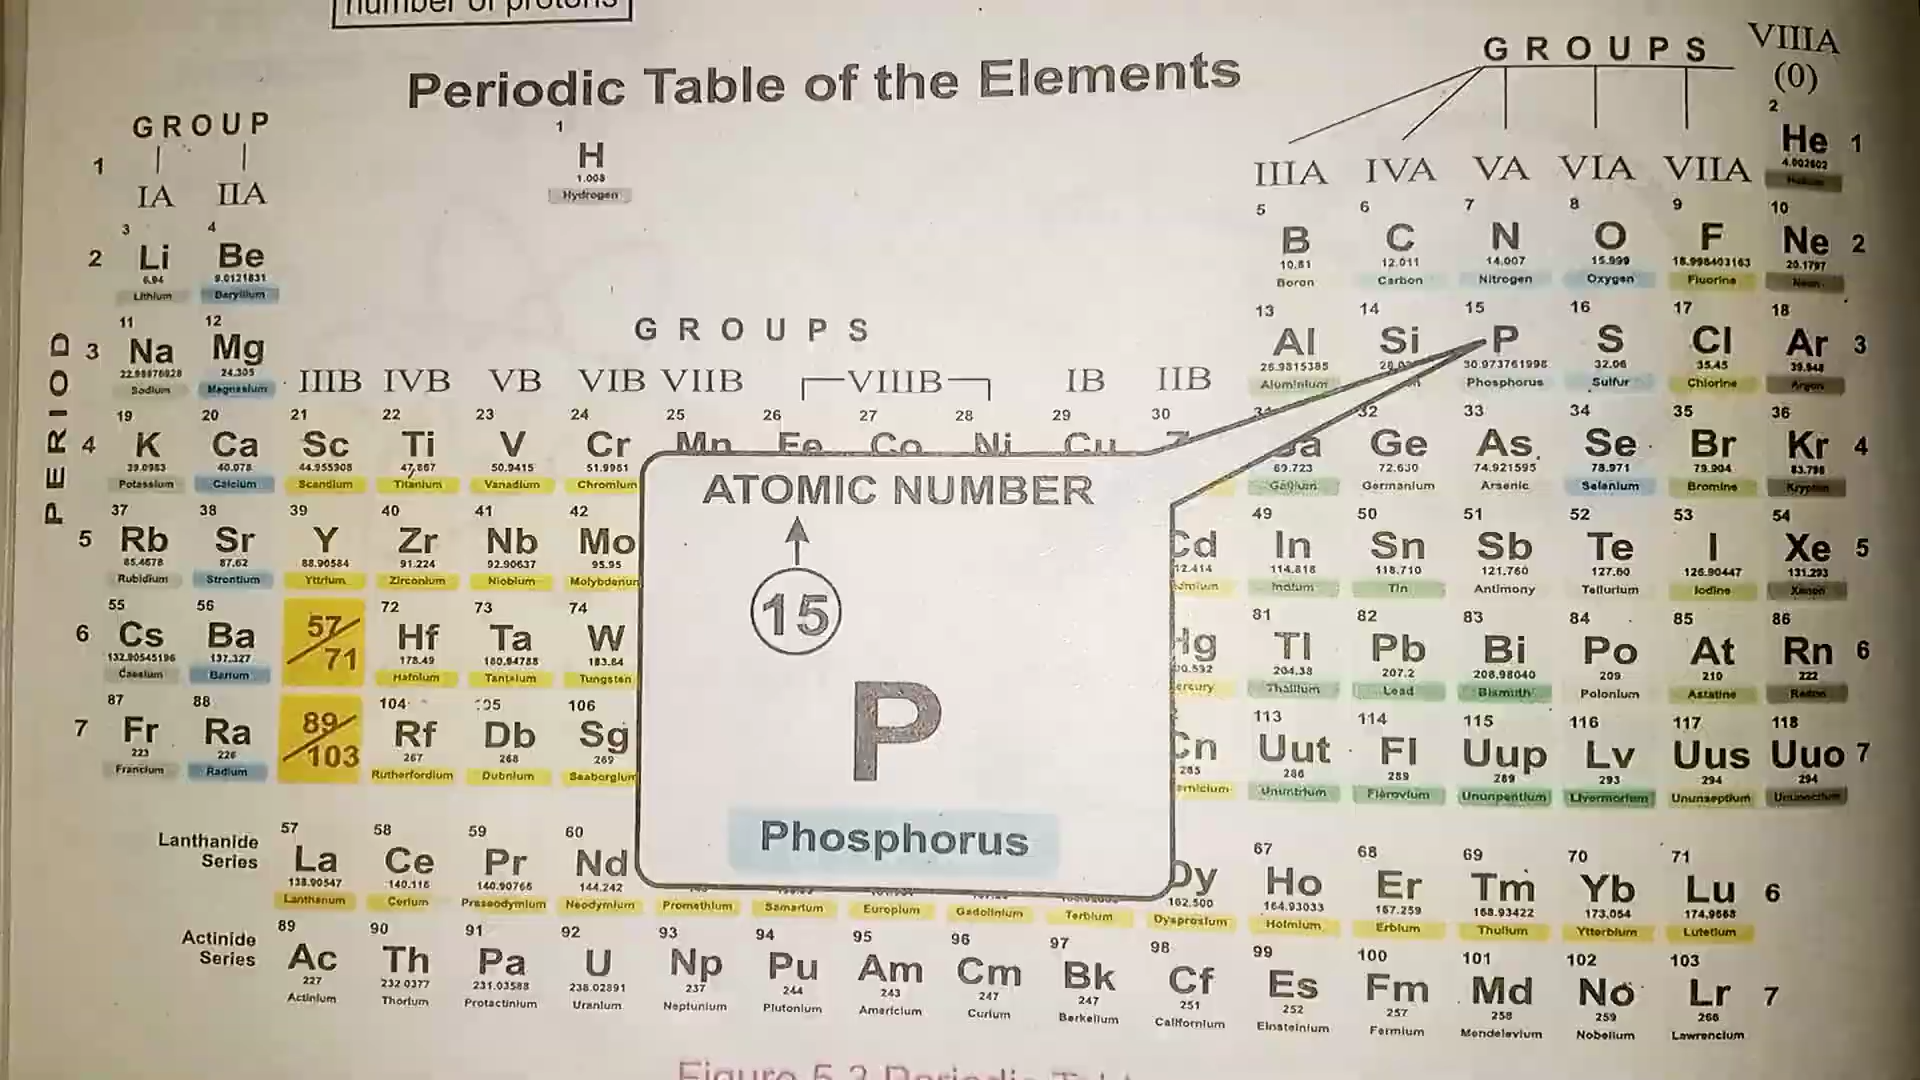 number of protons
Periodic Table of the Elements
GROUPS VIIIA
(0)
GROUP
IA IIA
IIIA IVA VA VIA VIIA
1 2
1 H He 1
1.008 4.002602
Hydrogen Helium
3 4 5 6 7 8 9 10
2 Li Be B C N O F Ne 2
6.94 9.0121831 10.81 12.011 14.007 15.999 18.998403163 20.1797
Lithium Beryllium Boron Carbon Nitrogen Oxygen Fluorine Neon
PERIOD
11 12 13 14 15 16 17 18
3 Na Mg Al Si P S Cl Ar 3
22.98976928 24.305 26.9815385 30.973761998 32.06 35.45 39.948
Sodium Magnesium Aluminium Phosphorus Sulfur Chlorine Argon
GROUPS
IIIB IVB VB VIB VIIB VIIIB IB IIB
19 20 21 22 23 24 25 26 27 28 29 30 32 33 34 35 36
4 K Ca Sc Ti V Cr Mn Fe Co Ni Cu Ge As Se Br Kr 4
39.0983 40.078 44.955908 47.867 50.9415 51.9961 69.723 72.630 74.921595 78.971 79.904 83.798
Potassium Calcium Scandium Titanium Vanadium Chromium Gallium Germanium Arsenic Selenium Bromine Krypton
37 38 39 40 41 42 49 50 51 52 53 54
5 Rb Sr Y Zr Nb Mo Cd In Sn Sb Te I Xe 5
85.4678 87.62 88.90584 91.224 92.90637 95.95 114.818 118.710 121.760 127.60 126.90447 131.293
Rubidium Strontium Yttrium Zirconium Niobium Molybdenum Indium Tin Antimony Tellurium Iodine Xenon
55 56 57/71 72 73 74 81 82 83 84 85 86
6 Cs Ba Hf Ta W Hg Tl Pb Bi Po At Rn 6
132.90545196 137.327 178.49 180.94788 183.84 204.38 207.2 208.98040 209 210 222
Caesium Barium Hafnium Tantalum Tungsten Thallium Lead Bismuth Polonium Astatine Radon
87 88 89/103 104 105 106 113 114 115 116 117 118
7 Fr Ra Rf Db Sg Cn Uut Fl Uup Lv Uus Uuo 7
223 226 267 268 269 285 286 289 289 293 294 294
Francium Radium Rutherfordium Dubnium Seaborgium Ununtrium Flerovium Ununpentium Livermorium Ununseptium Ununoctium
ATOMIC NUMBER
15
P
Phosphorus
Lanthanide
Series
57 58 59 60 67 68 69 70 71
La Ce Pr Nd Dy Ho Er Tm Yb Lu 6
138.90547 140.116 140.90766 144.242 162.500 164.93033 167.259 168.93422 173.054 174.9668
Lanthanum Cerium Praseodymium Neodymium Promethium Samarium Europium Gadolinium Terbium Dysprosium Holmium Erbium Thulium Ytterbium Lutetium
Actinide
Series
89 90 91 92 93 94 95 96 97 98 99 100 101 102 103
Ac Th Pa U Np Pu Am Cm Bk Cf Es Fm Md No Lr 7
227 232.0377 231.03588 238.02891 237 244 243 247 247 251 252 257 258 259 266
Actinium Thorium Protactinium Uranium Neptunium Plutonium Americium Curium Berkelium Californium Einsteinium Fermium Mendelevium Nobelium Lawrencium